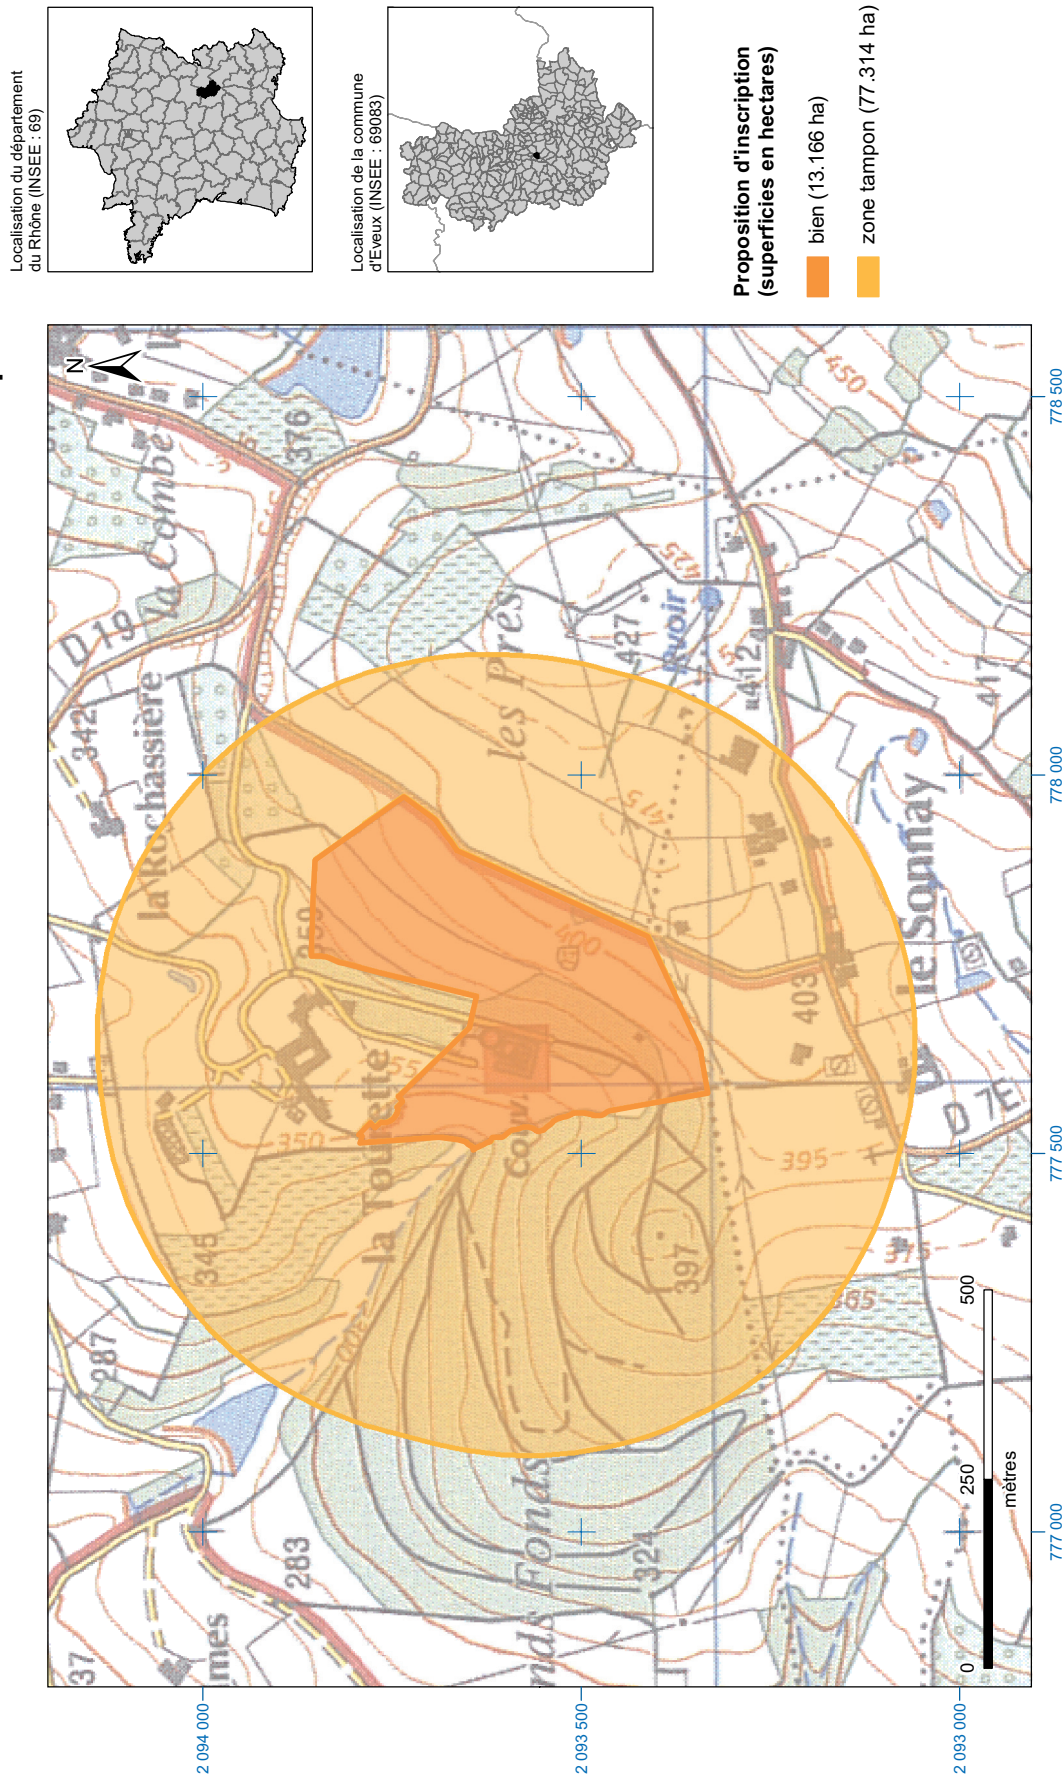 Localisation du département
du Rhône (INSEE : 69)
Localisation de la commune
d'Eveux (INSEE : 69083)
Proposition d'inscription
(superficies en hectares)
bien (13.166 ha)
zone tampon (77.314 ha)
N
D 19
la Combe
376
342
la Rochassière
359
345
287
283
37
mes
350
355
la Tourette
Couv.
400
les Prés
427
425
415
412
403
417
450
le Sonnay
D 7E
395
375
365
397
300
324
nds Fonds
0
250
500
mètres
2 094 000
2 093 500
2 093 000
777 000
777 500
778 000
778 500